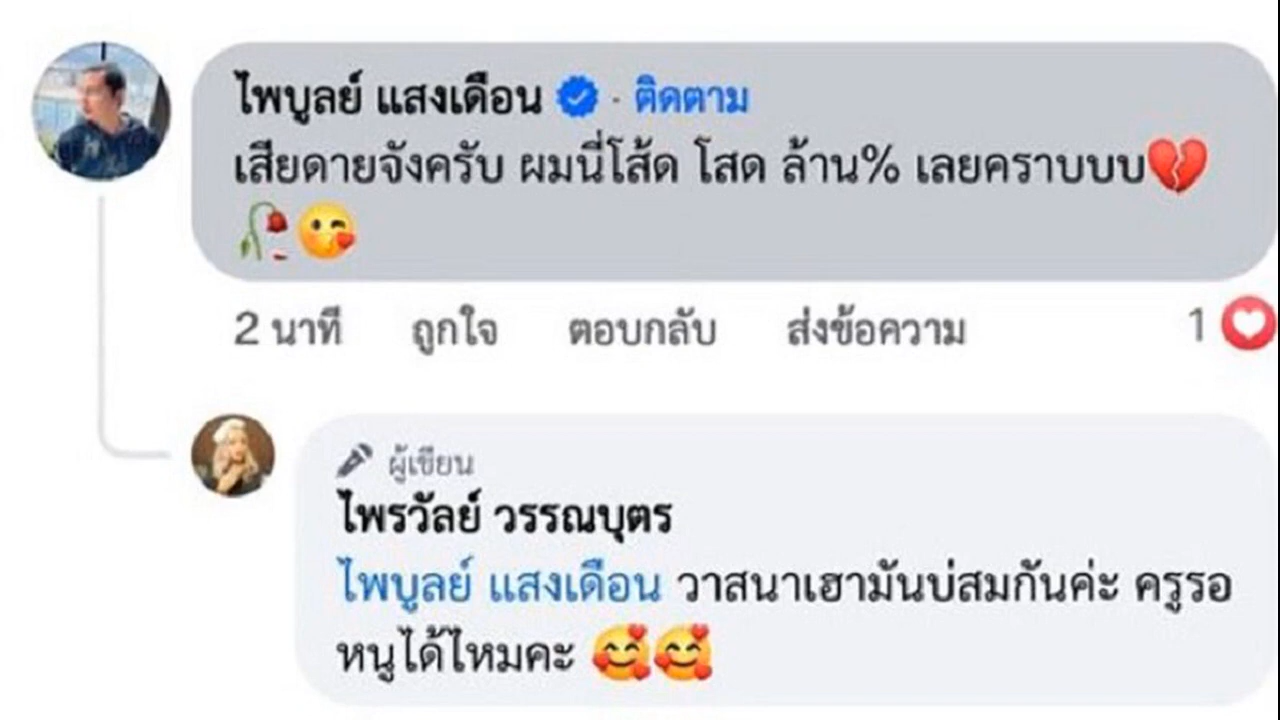 ไพบูลย์ แสงเดือน · ติดตาม
เสียดายจังครับ ผมนี่โส้ด โสด ล้าน% เลยคราบบบ💔
🥀😘
2 นาที ถูกใจ ตอบกลับ ส่งข้อความ 1
ผู้เขียน
ไพรวัลย์ วรรณบุตร
ไพบูลย์ แสงเดือน วาสนาเฮามันบ่สมกันค่ะ ครูรอ
หนูได้ไหมคะ 🥰🥰